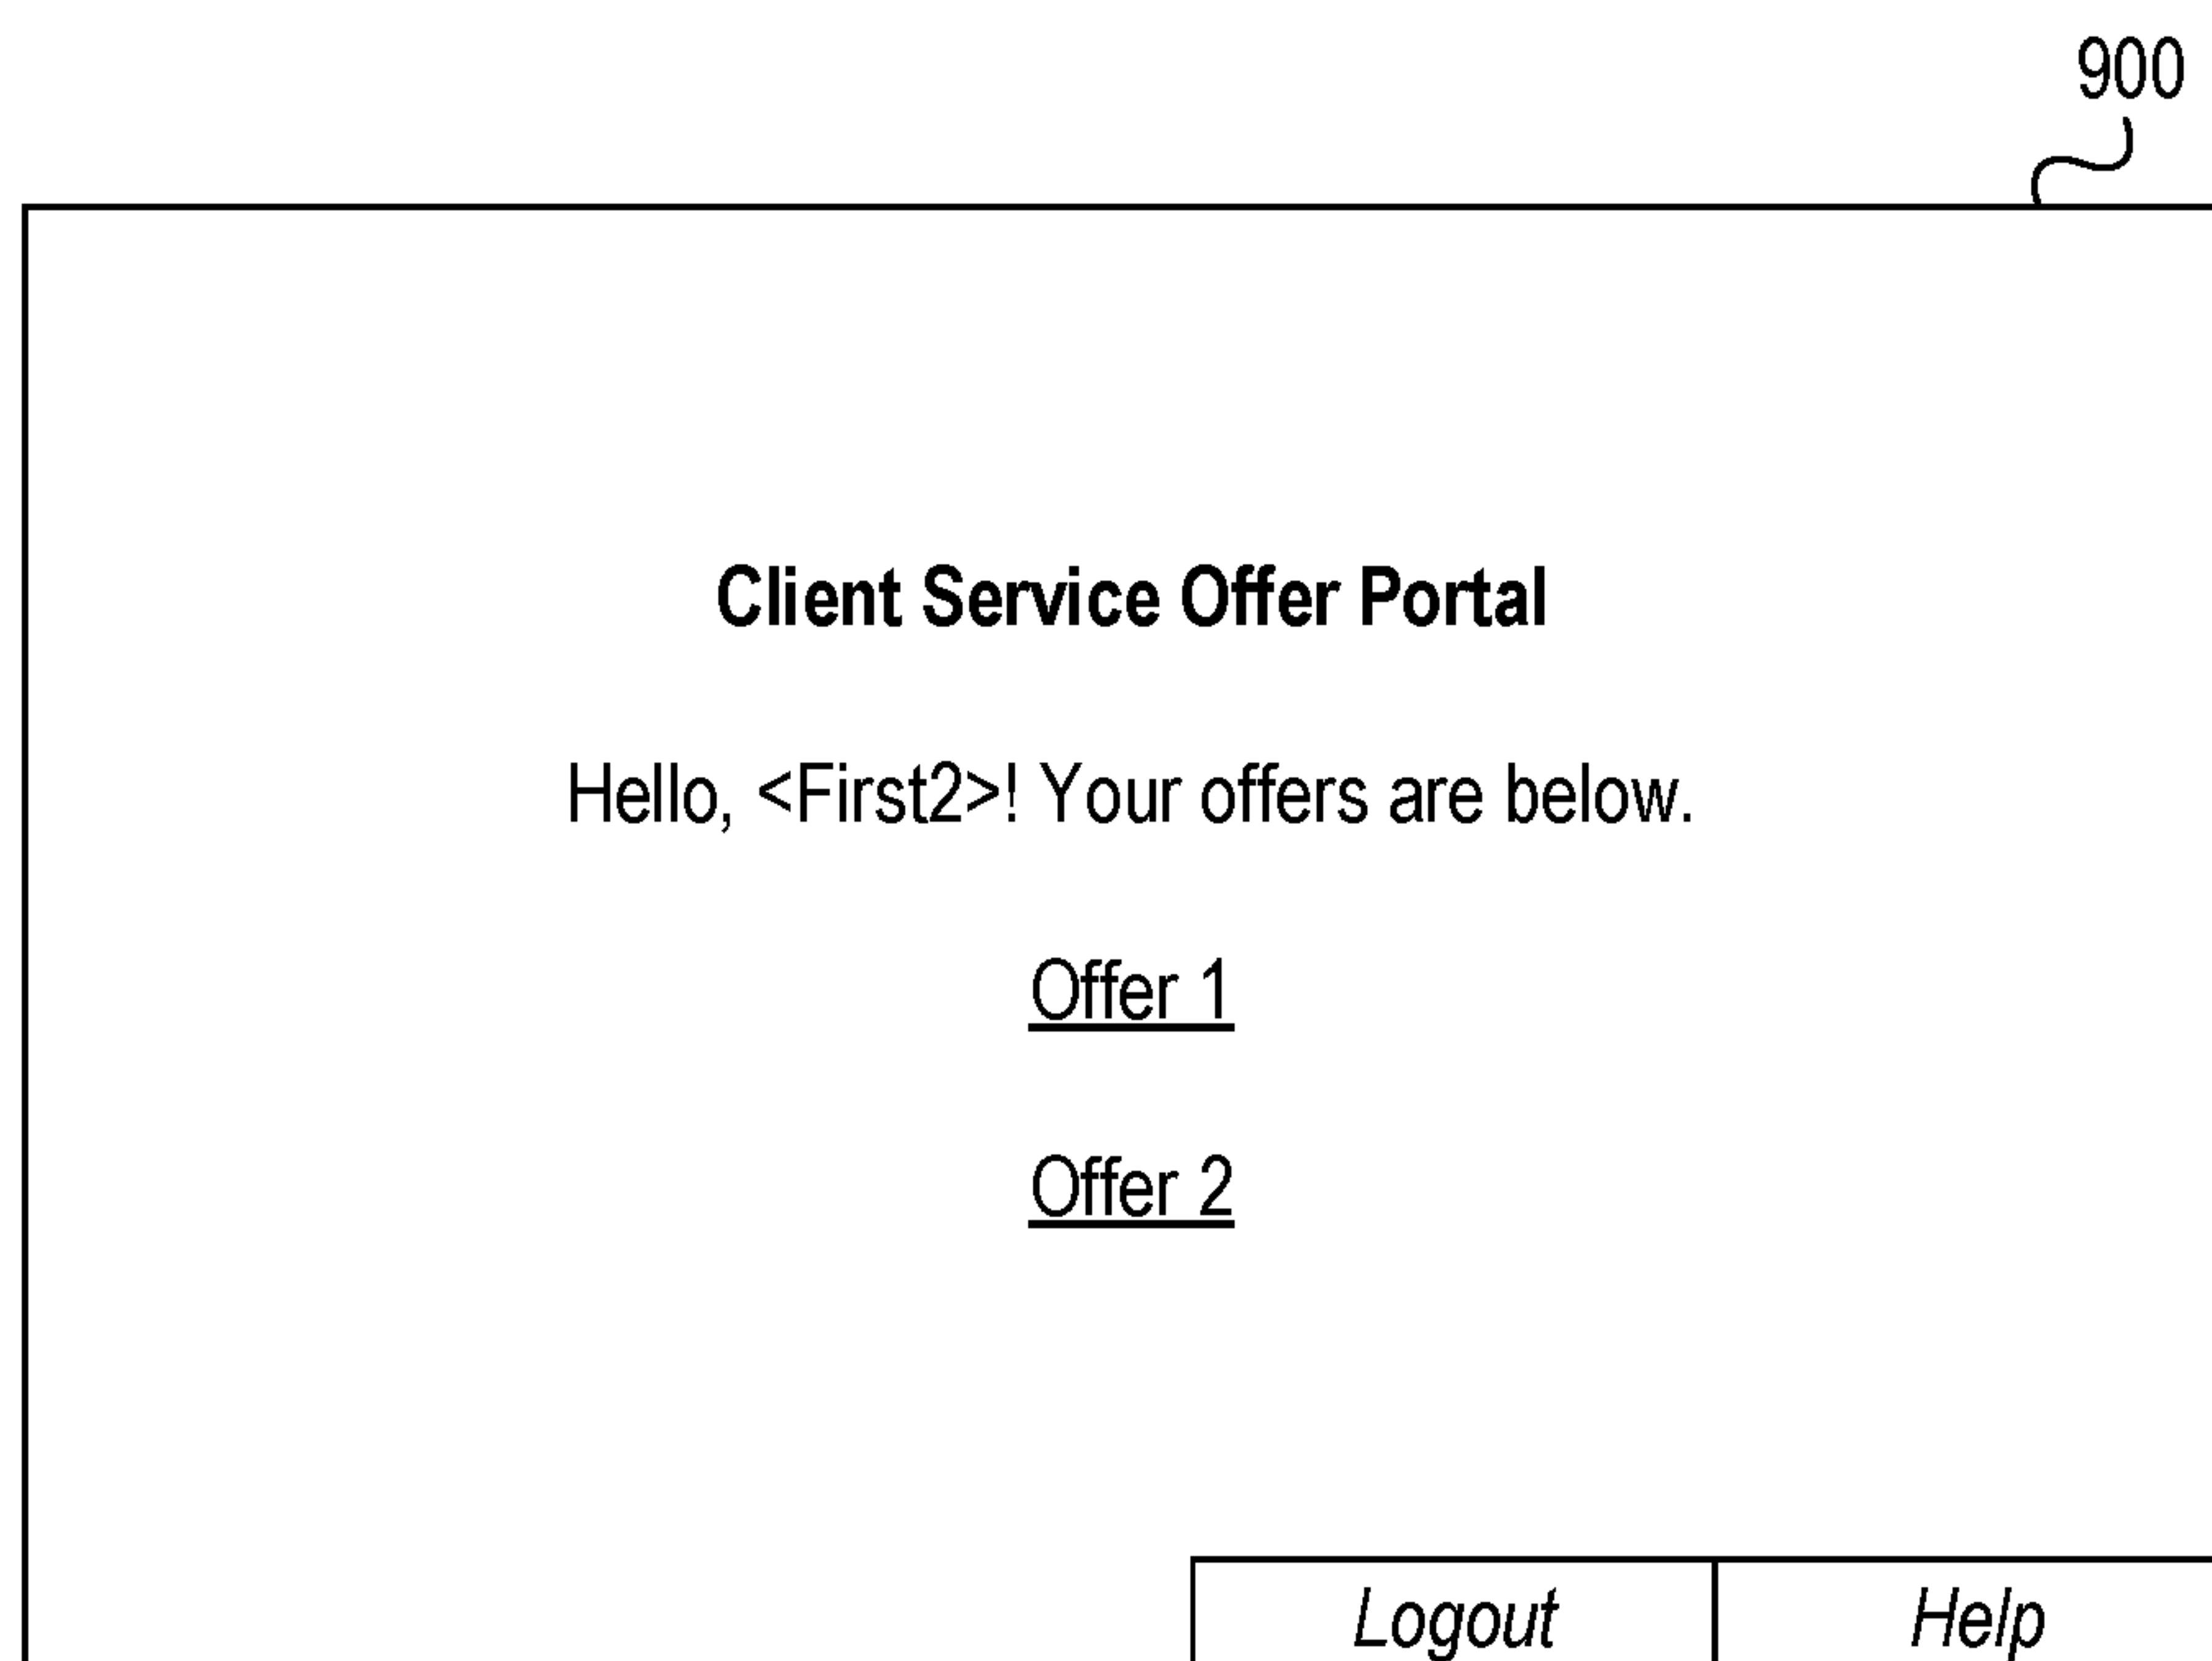 900
Client Service Offer Portal
Hello, <First2>! Your offers are below.
Offer 1
Offer 2
Logout
Help